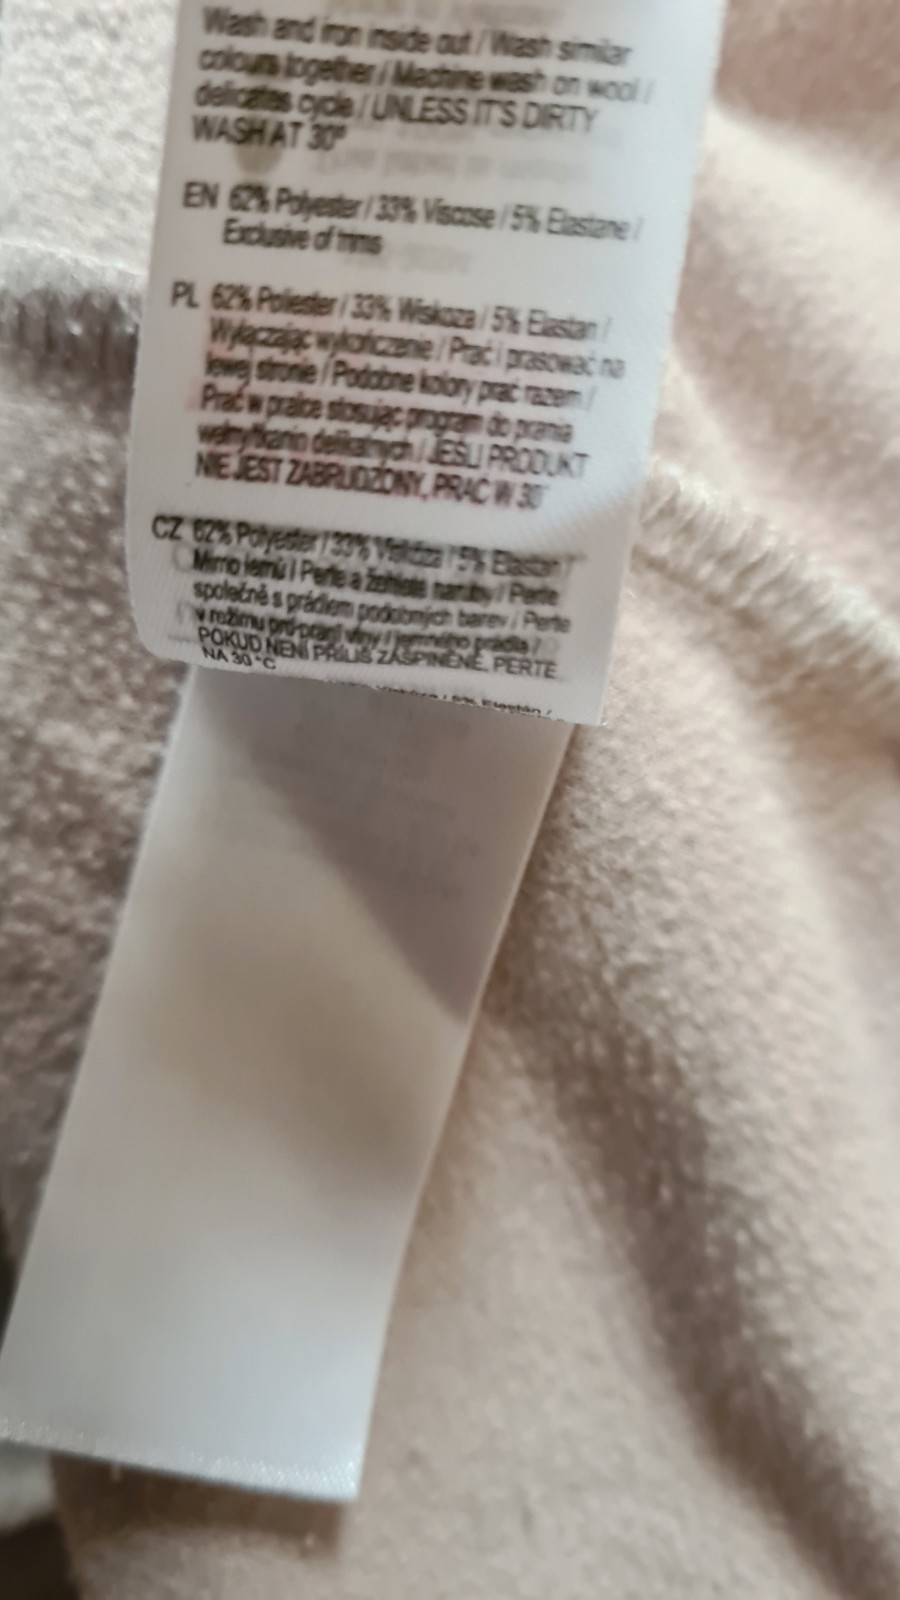 Wash and iron inside out / Wash similar
colours together / Machine wash on wool /
delicates cycle / UNLESS IT'S DIRTY
WASH AT 30°
EN 62% Polyester / 33% Viscose / 5% Elastane /
Exclusive of trims
PL 62% Poliester / 33% Wiskoza / 5% Elastan /
Wyłączając wykończenie / Prać i prasować na
lewej stronie / Podobne kolory prać razem /
Prać w pralce stosując program do prania
wełny/tkanin delikatnych / JEŚLI PRODUKT
NIE JEST ZABRUDZONY, PRAĆ W 30°
CZ 62% Polyester / 33% Viskóza / 5% Elastan /
Mimo lemů / Perte a žehlete naruby / Perte
společně s prádlem podobných barev / Perte
v režimu pro praní vlny / jemného prádla /
POKUD NENÍ PŘÍLIŠ ZAŠPINĚNÉ, PERTE
NA 30 °C
/ 5% Elastan /